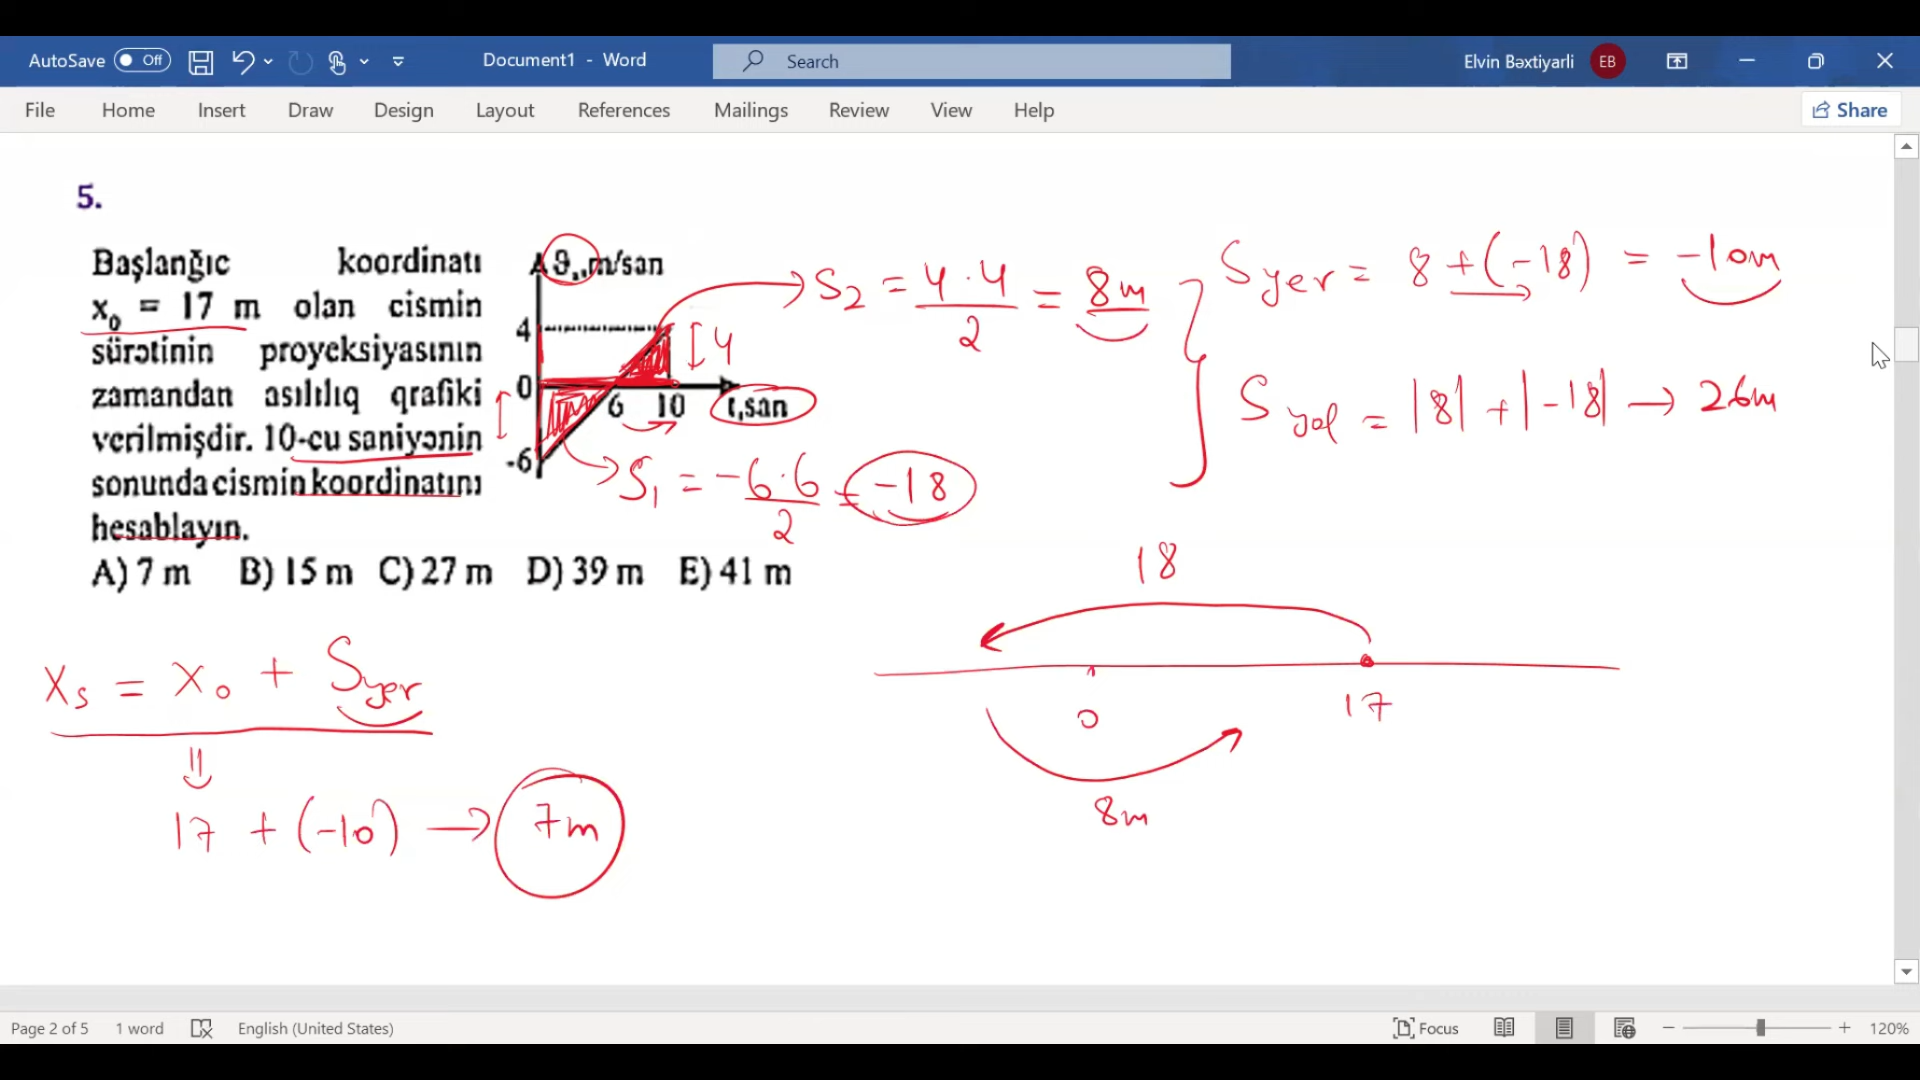 AutoSave Off Document1 - Word Search Elvin Bəxtiyarli EB
File Home Insert Draw Design Layout References Mailings Review View Help Share
5.
Başlanğıc koordinatı
x₀ = 17 m olan cismin
sürətinin proyeksiyasının
zamandan asılılıq qrafiki
verilmişdir. 10-cu saniyənin
sonunda cismin koordinatını
hesablayın.
A) 7 m B) 15 m C) 27 m D) 39 m E) 41 m
ϑₓ, m/san
4
0
6 10 t,san
-6
4
S₂ = 4·4/2 = 8m
S₁ = -6·6/2 = -18
Syer = 8 + (-18) = -10m
Syol = |8| + |-18| → 26m
18
0
17
8m
Xs = X₀ + Syer
17 + (-10) → 7m
Page 2 of 5 1 word English (United States) Focus 120%